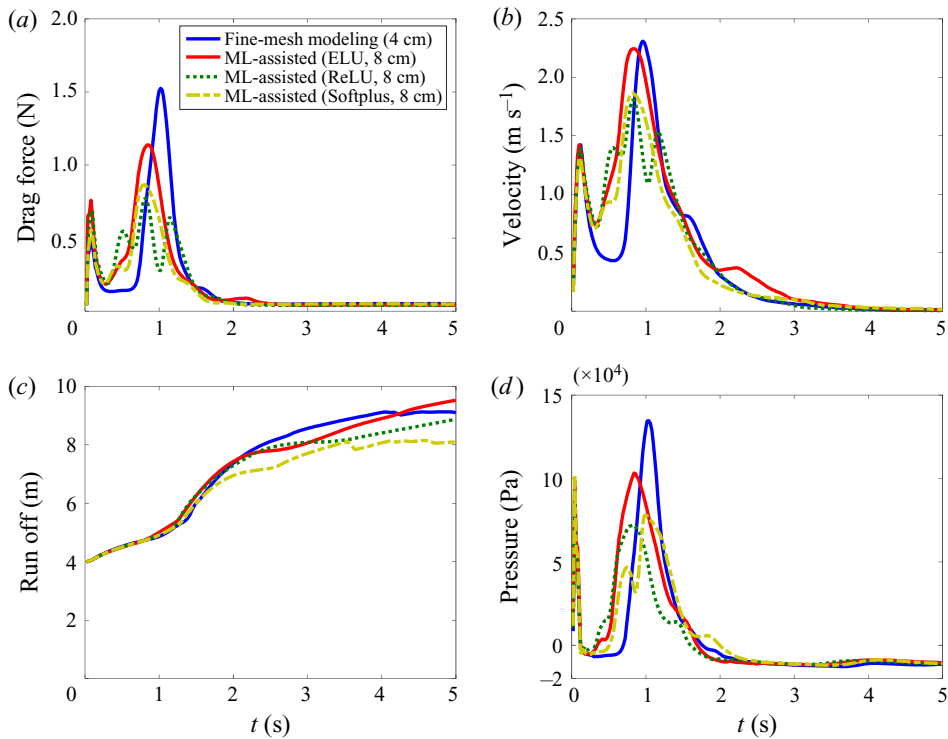 (a)
2.0
1.5
1.0
0.5
Drag force (N)
Fine-mesh modeling (4 cm)
ML-assisted (ELU, 8 cm)
ML-assisted (ReLU, 8 cm)
ML-assisted (Softplus, 8 cm)
0 1 2 3 4 5
(b)
2.5
2.0
1.5
1.0
0.5
Velocity (m s–1)
0 1 2 3 4 5
(c)
10
8
6
4
2
Run off (m)
0 1 2 3 4 5
t (s)
(d)
(×10⁴)
15
10
5
0
–2
Pressure (Pa)
0 1 2 3 4 5
t (s)